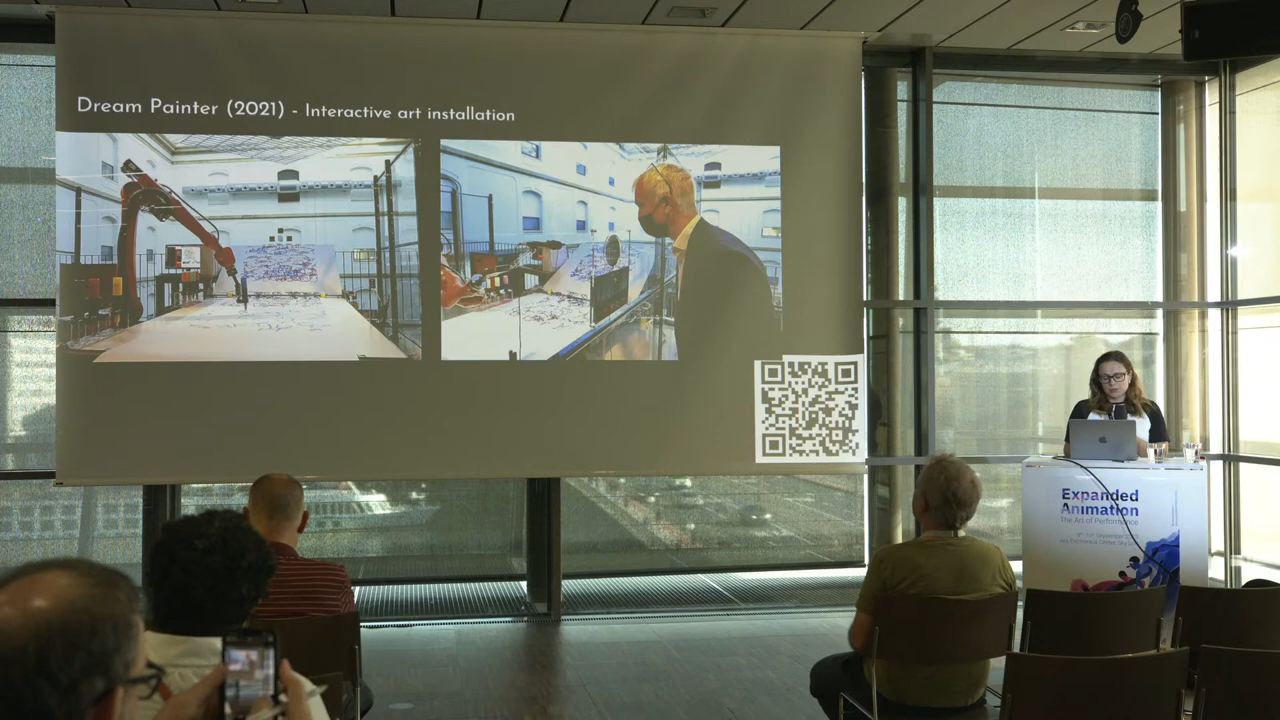 Dream Painter (2021) - Interactive art installation
Expanded
Animation
The Art of Performance